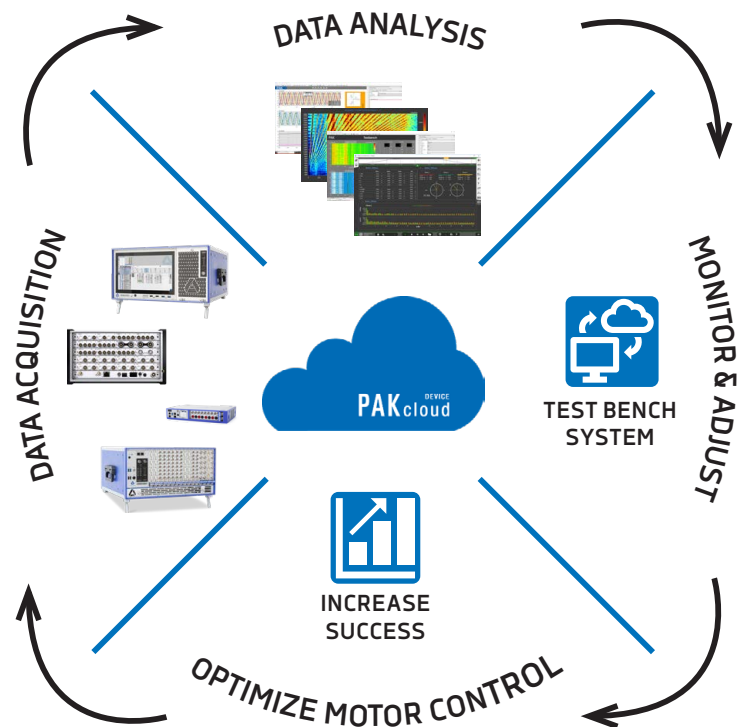 DATA ANALYSIS
DATA ACQUISITION
MONITOR & ADJUST
DEVICE
PAKcloud
TEST BENCH
SYSTEM
INCREASE
SUCCESS
OPTIMIZE MOTOR CONTROL